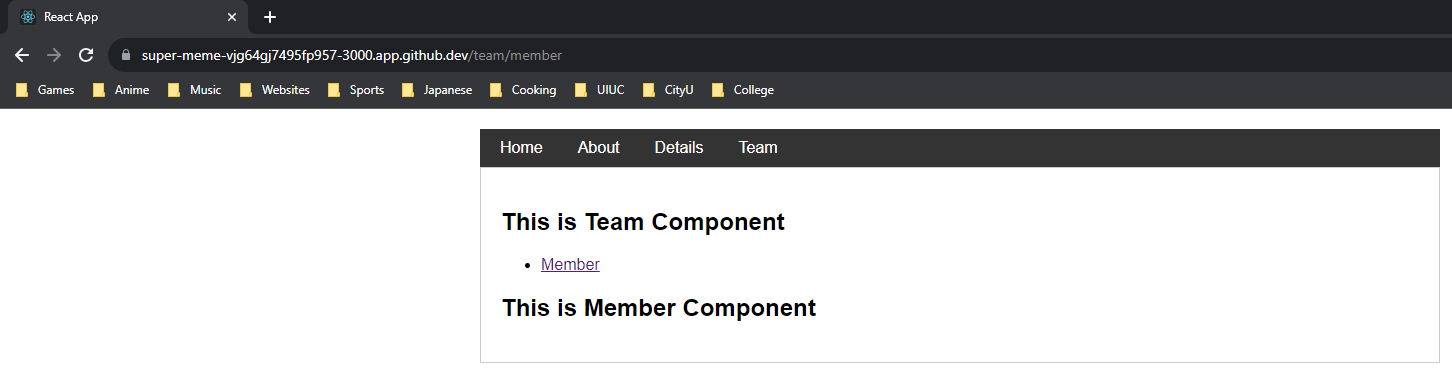 React App
super-meme-vjg64gj7495fp957-3000.app.github.dev/team/member
Games Anime Music Websites Sports Japanese Cooking UIUC CityU College
Home About Details Team
This is Team Component
Member
This is Member Component